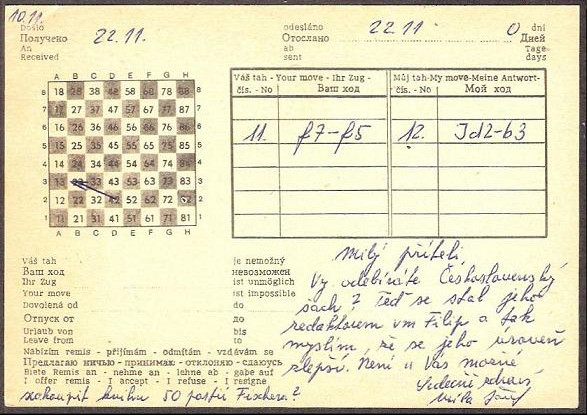 10.11.
Došlo
Получено
An
Received
22.11.
odesláno
Отослано
ab
sent
22.11
0
dní
Дней
Tage
days
A B C D E F G H
8 18 28 38 48 58 68 78 88 8
7 17 27 37 47 57 67 77 87 7
6 16 26 36 46 56 66 76 86 6
5 15 25 35 45 55 65 75 85 5
4 14 24 34 44 54 64 74 84 4
3 13 23 33 43 53 63 73 83 3
2 12 22 32 42 52 62 72 82 2
1 11 21 31 41 51 61 71 81 1
A B C D E F G H
Váš tah - Your move - Ihr Zug -
čís. - No Ваш ход
Můj tah-My move-Meine Antwort-
čís. - No Мой ход
11. f7-f5 12. Jd2-b3
Váš tah je nemožný
Ваш ход невозможен
Ihr Zug ist unmöglich
Your move is impossible
Dovolená od do
Отпуск от до
Urlaub von bis
Leave from to
Nabízím remis - přijímám - odmítám - vzdávám se
Предлагаю ничью - принимаю - отклоняю - сдаюсь
Biete Remis an - nehme an - lehne ab - gabe auf
I offer remis - I accept - I refuse - I resigne
Milý příteli
Vy odebíráte Československý
šach? Teď se stal jeho
redaktorem vm Filip a tak
myslím, že se jeho úroveň
zlepší. Není u Vás možné
zakoupit knihu 50 partií Fischera?
Srdečně zdraví